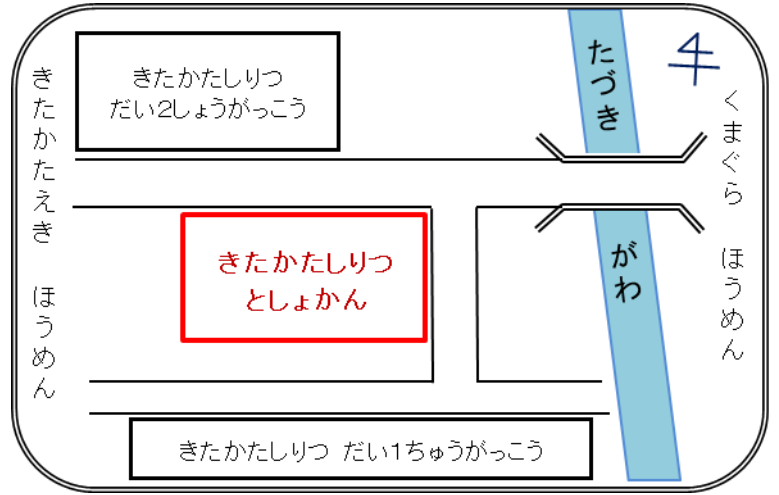 きたかたしりつ
だい2しょうがっこう
たづき
がわ
くまぐら ほうめん
きたかたえき ほうめん
きたかたしりつ
としょかん
きたかたしりつ だい1ちゅうがっこう